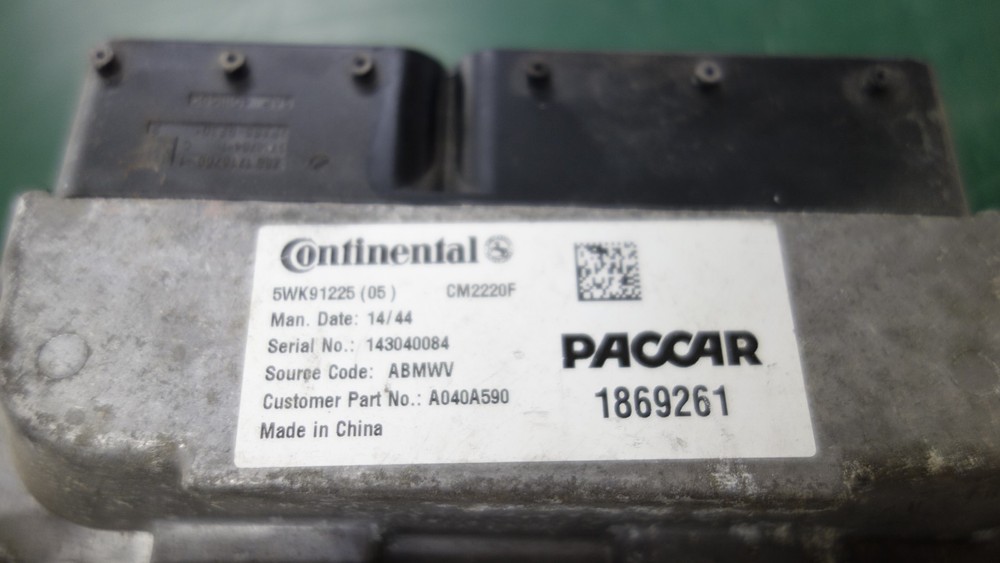 Continental
5WK91225 (05 ) CM2220F
Man. Date: 14/44
Serial No.: 143040084
Source Code: ABMWV
Customer Part No.: A040A590
Made in China
PACCAR
1869261